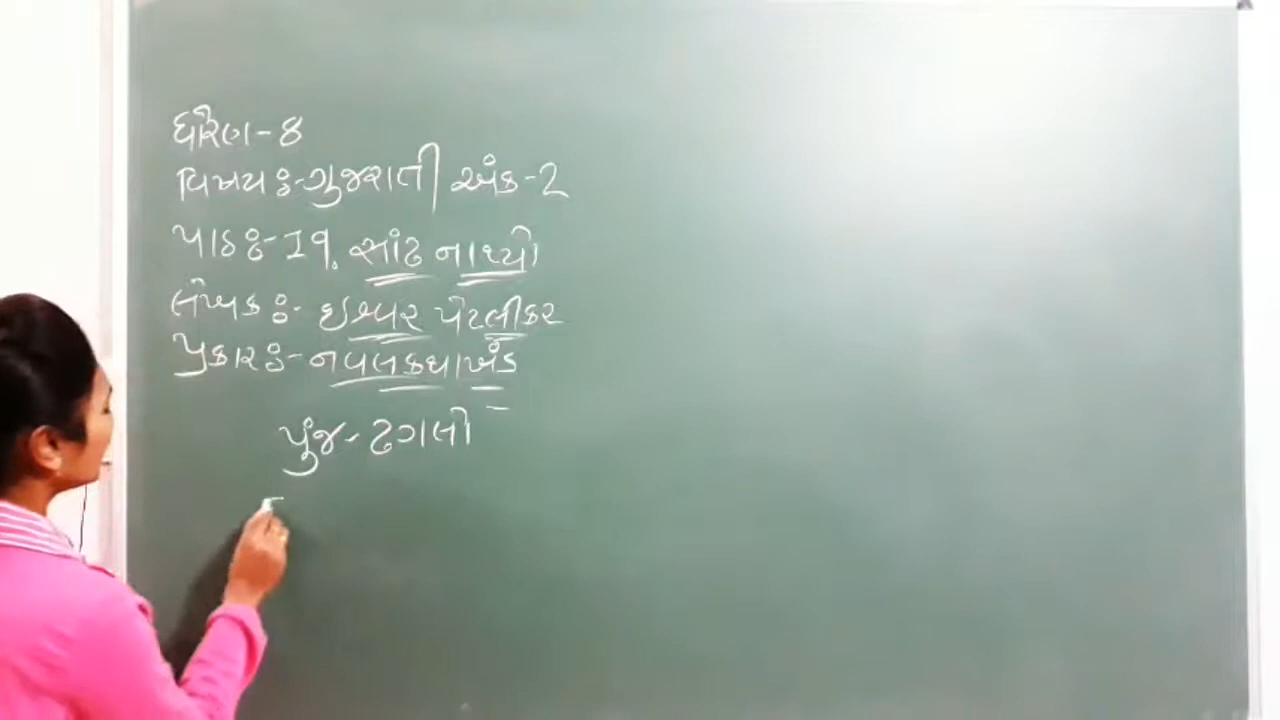 ધોરણ-8
વિષય ઃ-ગુજરાતી અંક-2
પાઠ ઃ-19. સાંઢ નાથ્યો
લેખક ઃ- ઇશ્વર પેટલીકર
પ્રકાર ઃ- નવલકથાખંડ
પુંજ- ઢગલો